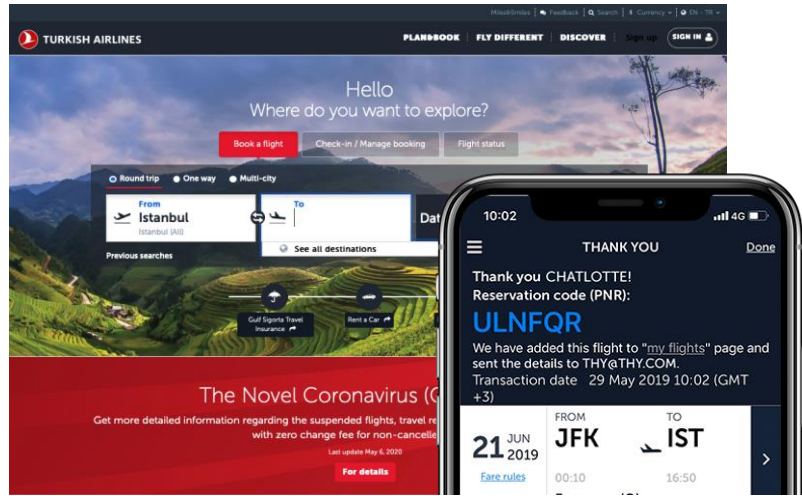 Miles&Smiles
Feedback
Search
Currency
EN - TR
TURKISH AIRLINES
PLAN&BOOK
FLY DIFFERENT
DISCOVER
Sign up
SIGN IN
Hello
Where do you want to explore?
Book a flight
Check-in / Manage booking
Flight status
Round trip
One way
Multi-city
From
Istanbul
Istanbul (All)
To
Dat
See all destinations
Previous searches
Gulf Sigorta Travel
Insurance
Rent a Car
The Novel Coronavirus (C
Get more detailed information regarding the suspended flights, travel re
with zero change fee for non-cancelle
Last update May 6, 2020
For details
10:02
4G
THANK YOU
Done
Thank you CHATLOTTE!
Reservation code (PNR):
ULNFQR
We have added this flight to "my flights" page and
sent the details to THY@THY.COM.
Transaction date 29 May 2019 10:02 (GMT
+3)
21 JUN
2019
Fare rules
FROM
JFK
00:10
TO
IST
16:50